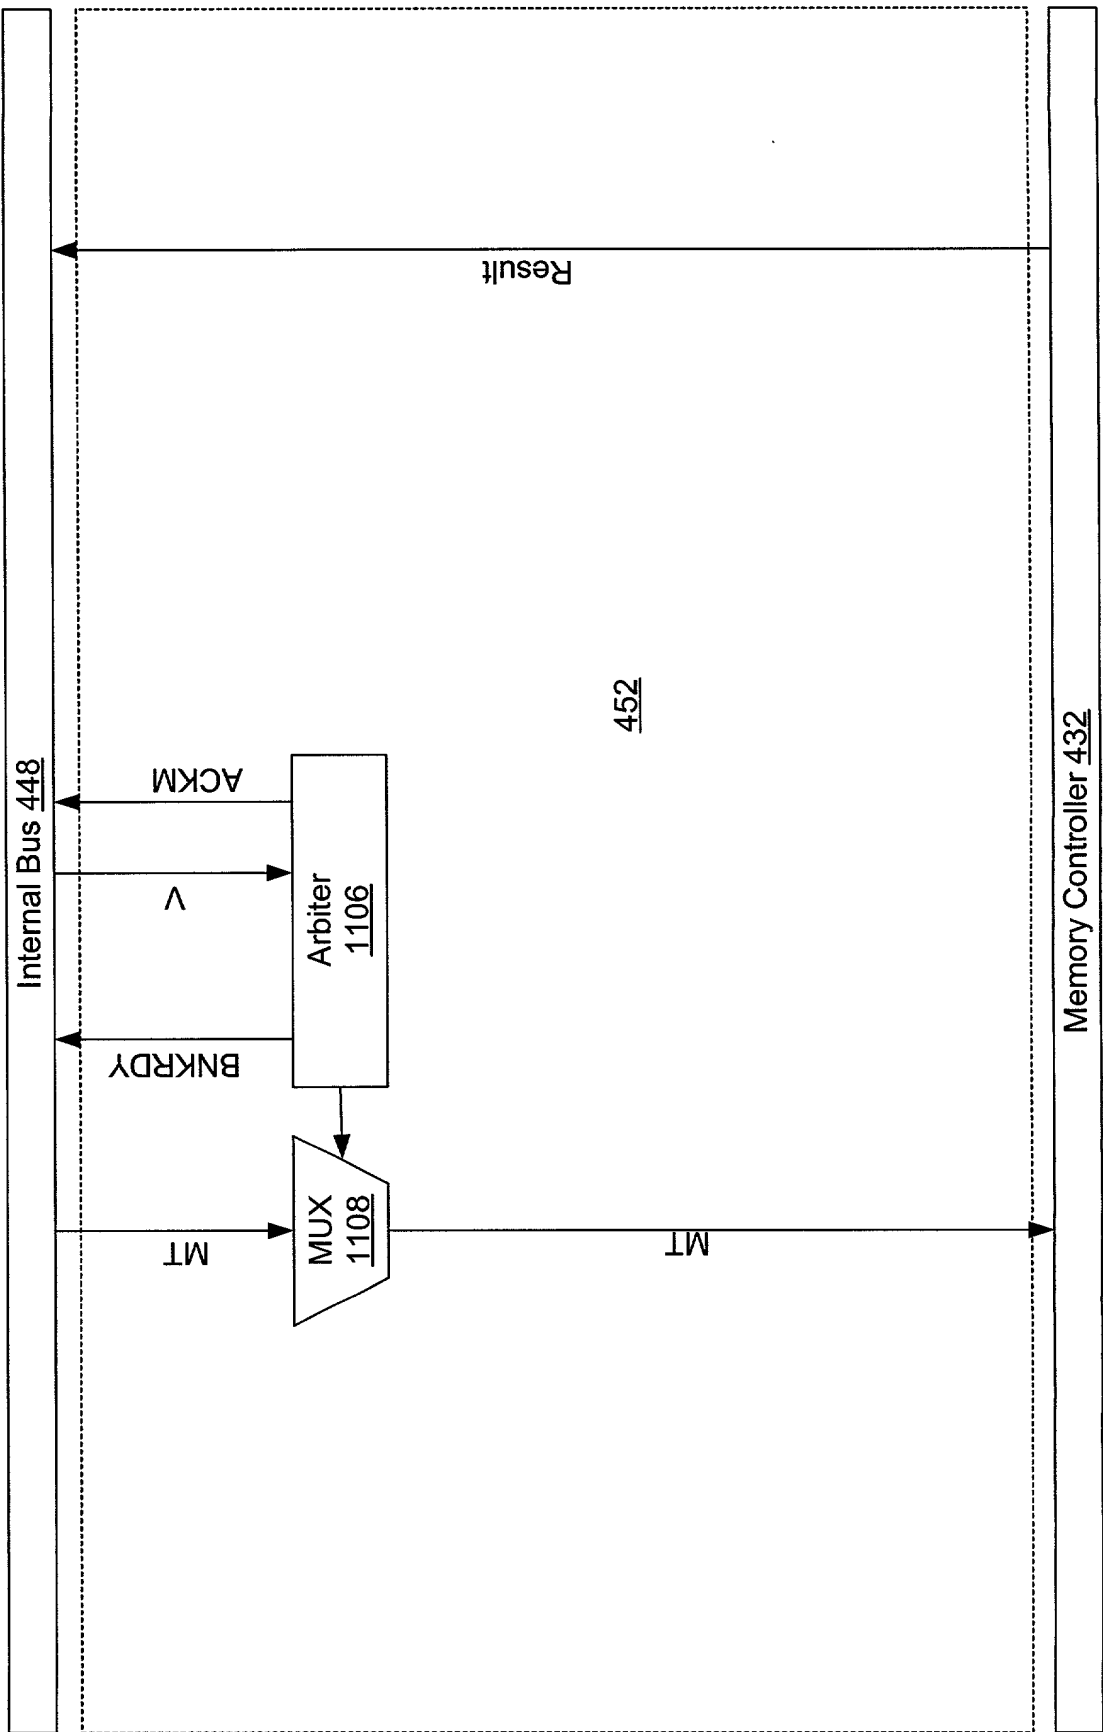 Internal Bus 448
Result
ACKM
V
BNKRDY
MT
Arbiter
1106
MUX
1108
452
MT
Memory Controller 432